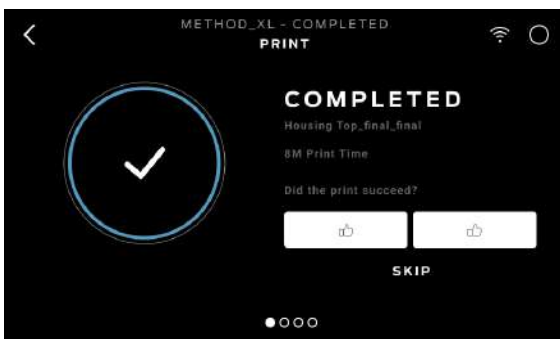 METHOD_XL - COMPLETED
PRINT
COMPLETED
Housing Top_final_final
8M Print Time
Did the print succeed?
SKIP